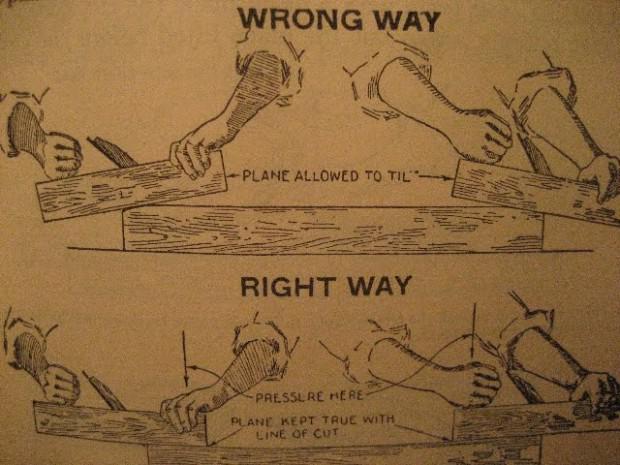 WRONG WAY
PLANE ALLOWED TO TIL
RIGHT WAY
PRESSURE HERE
PLANE KEPT TRUE WITH
LINE OF CUT